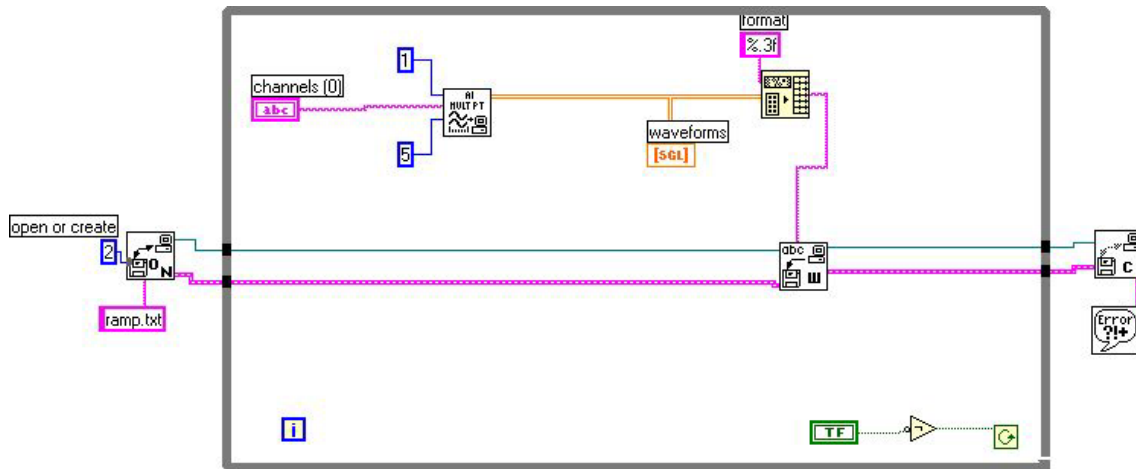 format
%.3f
1
channels (0)
abc
AI
MULT PT
5
waveforms
[SGL]
open or create
2
O
N
ramp.txt
abc
W
C
Error
?!+
i
TF